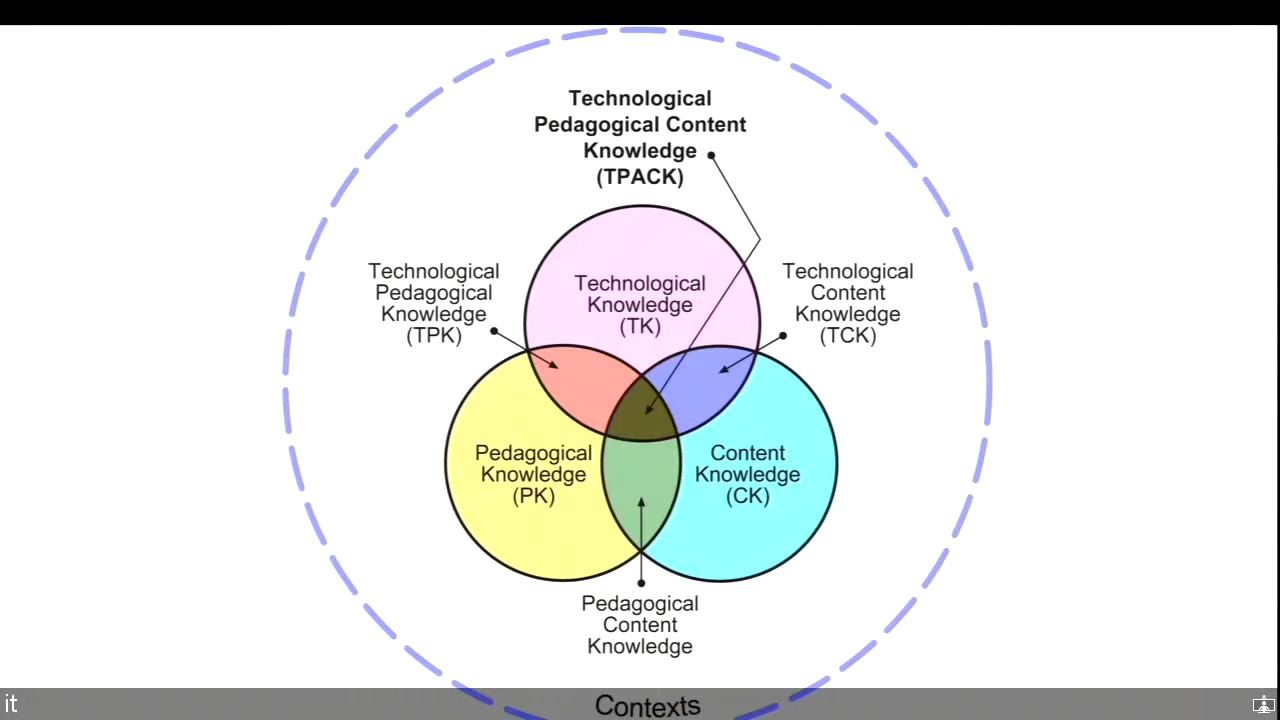 Technological
Pedagogical Content
Knowledge
(TPACK)
Technological
Pedagogical
Knowledge
(TPK)
Technological
Knowledge
(TK)
Technological
Content
Knowledge
(TCK)
Pedagogical
Knowledge
(PK)
Content
Knowledge
(CK)
Pedagogical
Content
Knowledge
Contexts
it